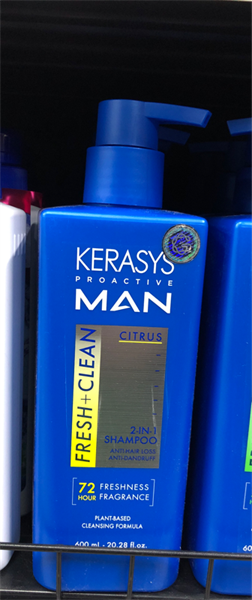 KERASYS
PROACTIVE
MAN
CITRUS
FRESH+CLEAN
2-IN-1
SHAMPOO
ANTI-HAIR LOSS
ANTI-DANDRUFF
72 HOUR FRESHNESS FRAGRANCE
PLANT-BASED
CLEANSING FORMULA
600 ml - 20.28 fl.oz.